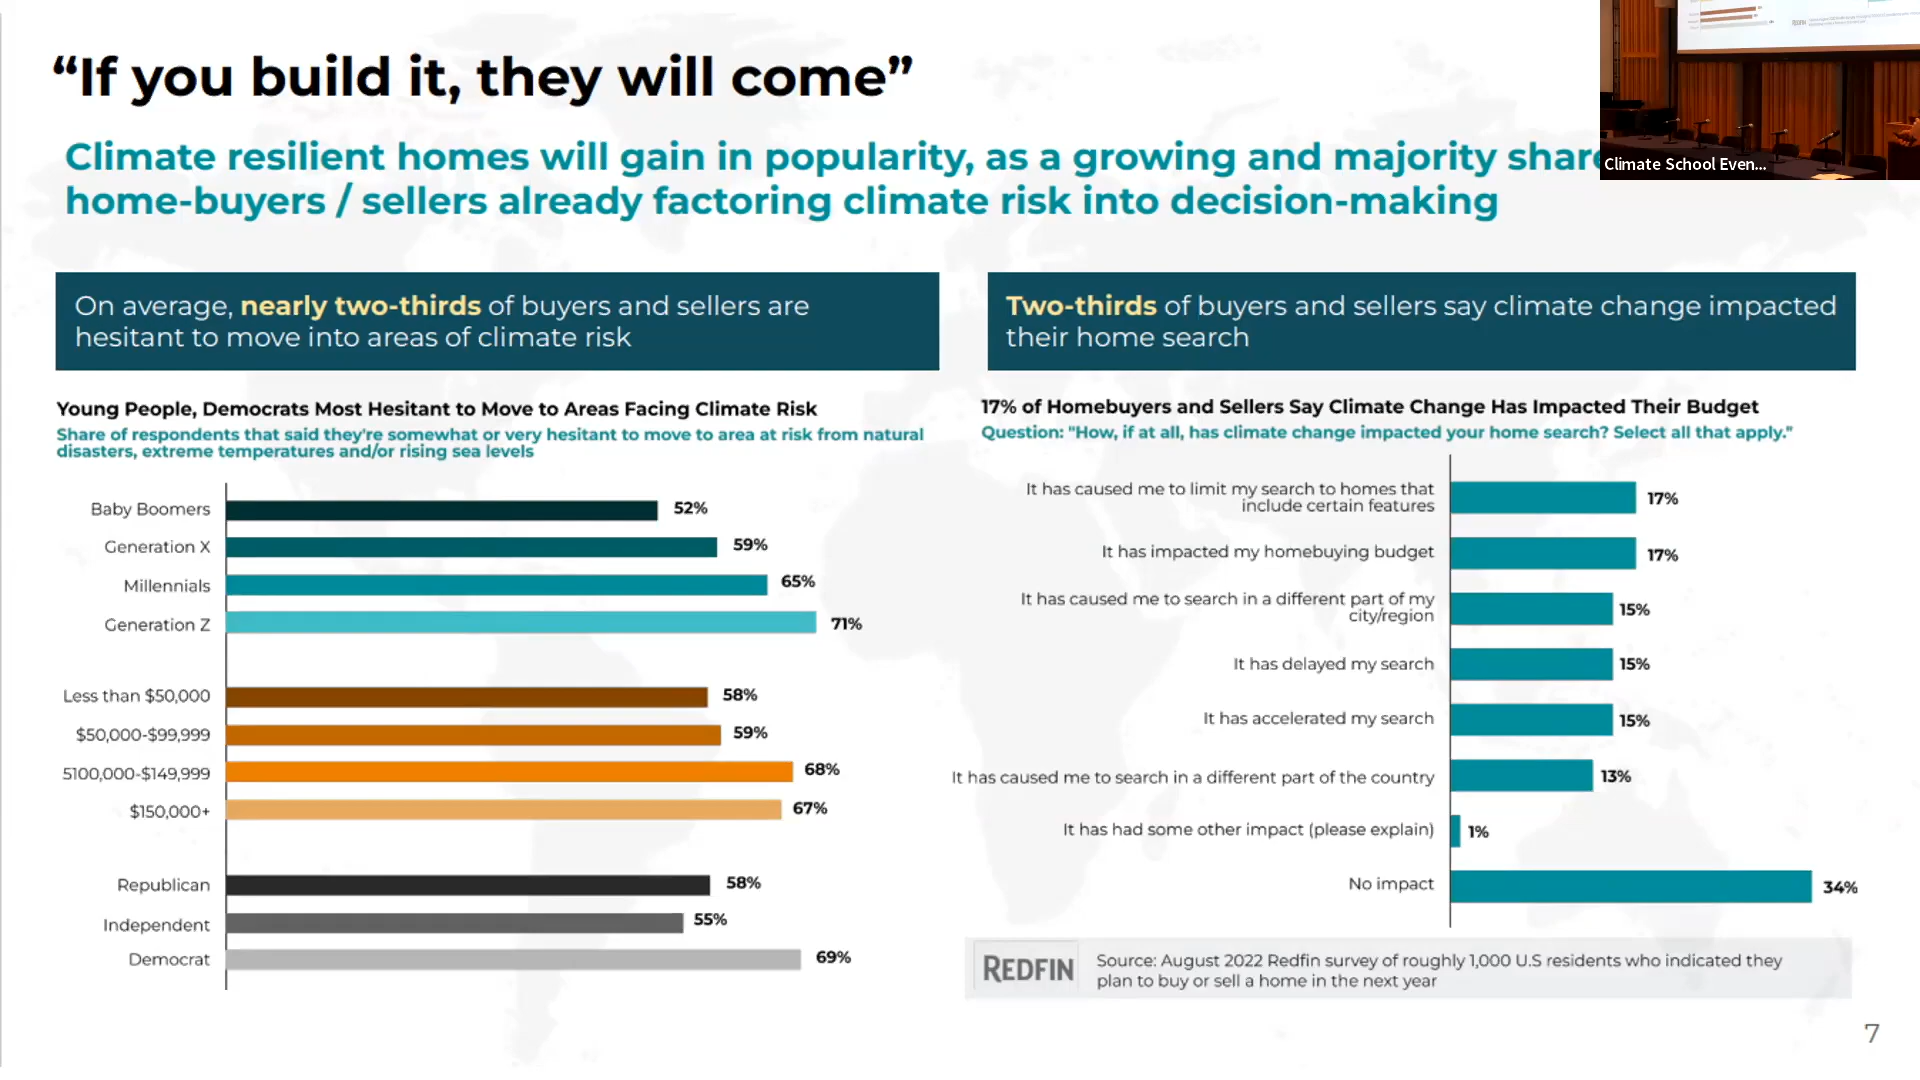 “If you build it, they will come”
Climate resilient homes will gain in popularity, as a growing and majority
home-buyers / sellers already factoring climate risk into decision-making
Climate School Even...
On average, nearly two-thirds of buyers and sellers are
hesitant to move into areas of climate risk
Young People, Democrats Most Hesitant to Move to Areas Facing Climate Risk
Share of respondents that said they're somewhat or very hesitant to move to area at risk from natural
disasters, extreme temperatures and/or rising sea levels
Baby Boomers 52%
Generation X 59%
Millennials 65%
Generation Z 71%
Less than $50,000 58%
$50,000-$99,999 59%
5100,000-$149,999 68%
$150,000+ 67%
Republican 58%
Independent 55%
Democrat 69%
Two-thirds of buyers and sellers say climate change impacted
their home search
17% of Homebuyers and Sellers Say Climate Change Has Impacted Their Budget
Question: "How, if at all, has climate change impacted your home search? Select all that apply."
It has caused me to limit my search to homes that
include certain features 17%
It has impacted my homebuying budget 17%
It has caused me to search in a different part of my
city/region 15%
It has delayed my search 15%
It has accelerated my search 15%
It has caused me to search in a different part of the country 13%
It has had some other impact (please explain) 1%
No impact 34%
REDFIN
Source: August 2022 Redfin survey of roughly 1,000 U.S residents who indicated they
plan to buy or sell a home in the next year
7